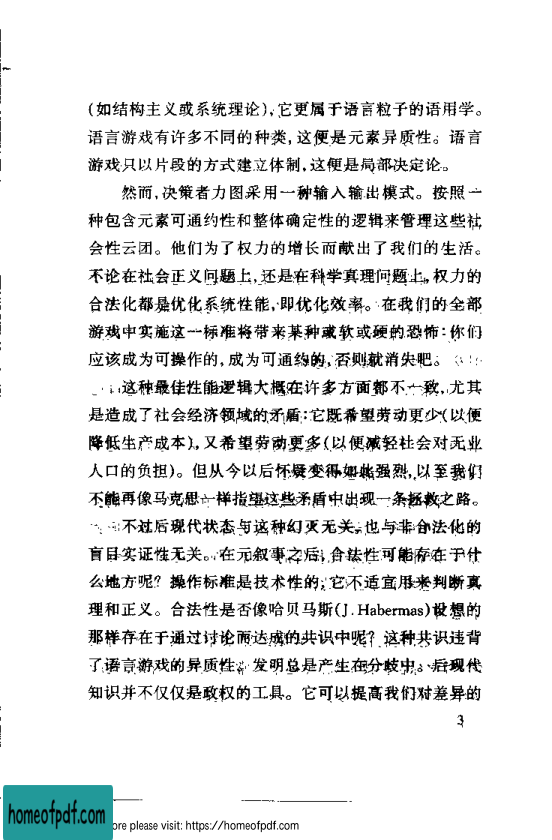 (如结构主义或系统理论),它更属于语言粒子的语用学。
语言游戏有许多不同的种类,这便是元素异质性。语言
游戏只以片段的方式建立体制,这便是局部决定论。
然而,决策者力图采用一种输入输出模式。按照一
种包含元素可通约性和整体确定性的逻辑来管理这些社
会性云团。他们为了权力的增长而献出了我们的生活。
不论在社会正义问题上,还是在科学真理问题上,权力的
合法化都是优化系统性能,即优化效率。在我们的全部
游戏中实施这一标准将带来某种或软或硬的恐怖:你们
应该成为可操作的,成为可通约的,否则就消失吧。
这种最佳性能逻辑大概在许多方面都不一致,尤其
是造成了社会经济领域的矛盾:它既希望劳动更少(以便
降低生产成本),又希望劳动更多(以便减轻社会对无业
人口的负担)。但从今以后怀疑变得如此强烈,以至我们
不能再像马克思一样指望这些矛盾中出现一条拯救之路。
不过后现代状态与这种幻灭无关,也与非合法化的
盲目实证性无关。在元叙事之后,合法性可能存在于什
么地方呢?操作标准是技术性的,它不适宜用来判断真
理和正义。合法性是否像哈贝马斯(J. Habermas)设想的
那样存在于通过讨论而达成的共识中呢?这种共识违背
了语言游戏的异质性。发明总是产生在分歧中。后现代
知识并不仅仅是政权的工具。它可以提高我们对差异的
3
homeofpdf.com
ore please visit: https://homeofpdf.com